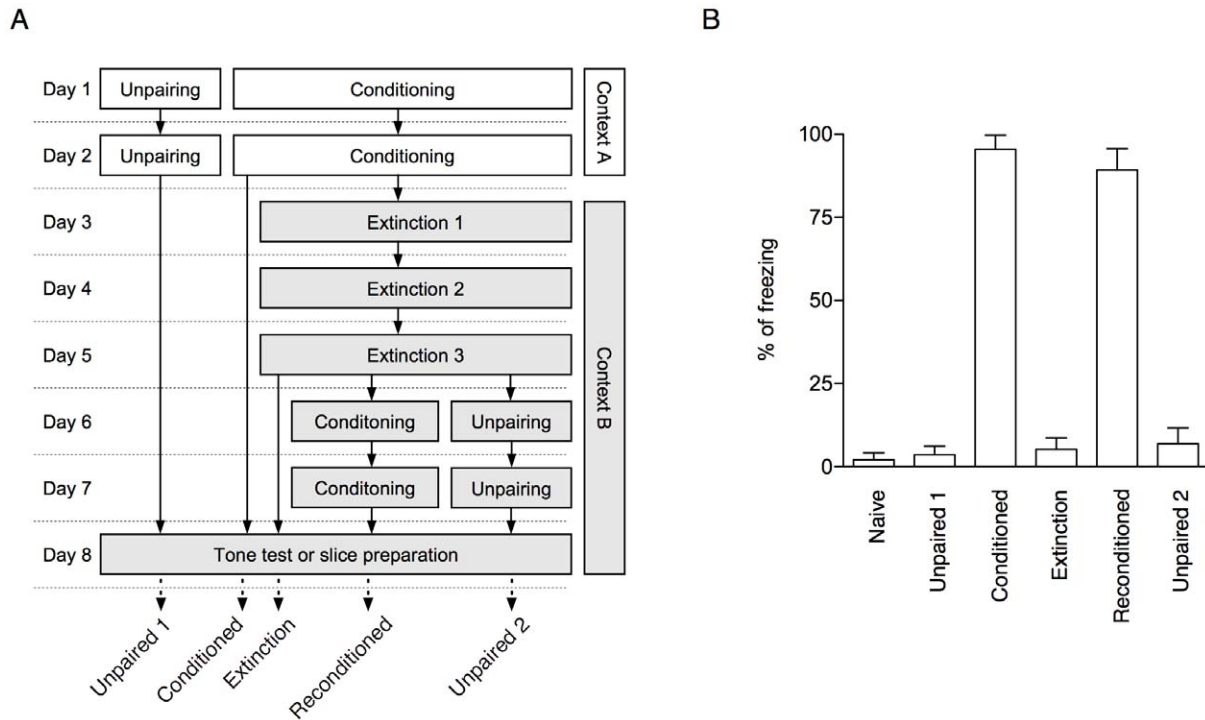 A
Day 1
Unpairing
Conditioning
Context A
Day 2
Unpairing
Conditioning
Day 3
Extinction 1
Context B
Day 4
Extinction 2
Day 5
Extinction 3
Day 6
Conditoning
Unpairing
Day 7
Conditioning
Unpairing
Day 8
Tone test or slice preparation
Unpaired 1
Conditioned
Extinction
Reconditioned
Unpaired 2
B
% of freezing
100
75
50
25
0
Naive
Unpaired 1
Conditioned
Extinction
Reconditioned
Unpaired 2